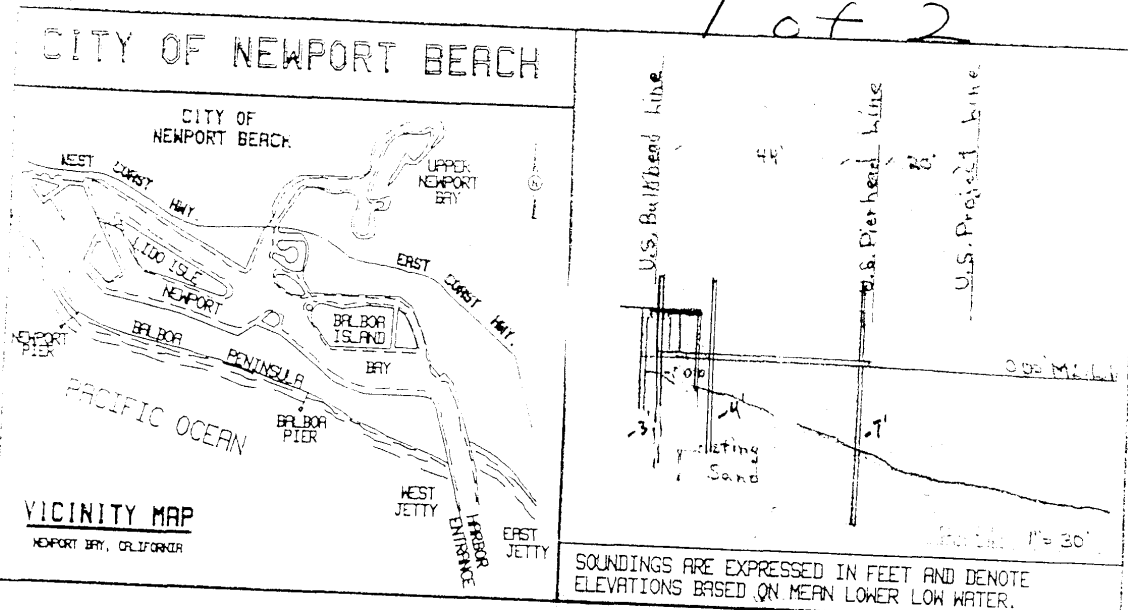 1 of 2
CITY OF NEWPORT BEACH
CITY OF
NEWPORT BEACH
WEST COAST HWY.
UPPER
NEWPORT
BAY
LIDO ISLE
EAST COAST HWY.
NEWPORT
BALBOA
ISLAND
NEWPORT
PIER
BALBOA PENINSULA
BAY
PACIFIC OCEAN
BALBOA
PIER
WEST
JETTY
HARBOR
ENTRANCE
EAST
JETTY
VICINITY MAP
NEWPORT BAY, CALIFORNIA
U.S. Bulkhead Line
44'
U.S. Pierhead Line
20'
U.S. Project Line
-3'
-4'
-7'
Sand
1"=30'
SOUNDINGS ARE EXPRESSED IN FEET AND DENOTE
ELEVATIONS BASED ON MEAN LOWER LOW WATER.